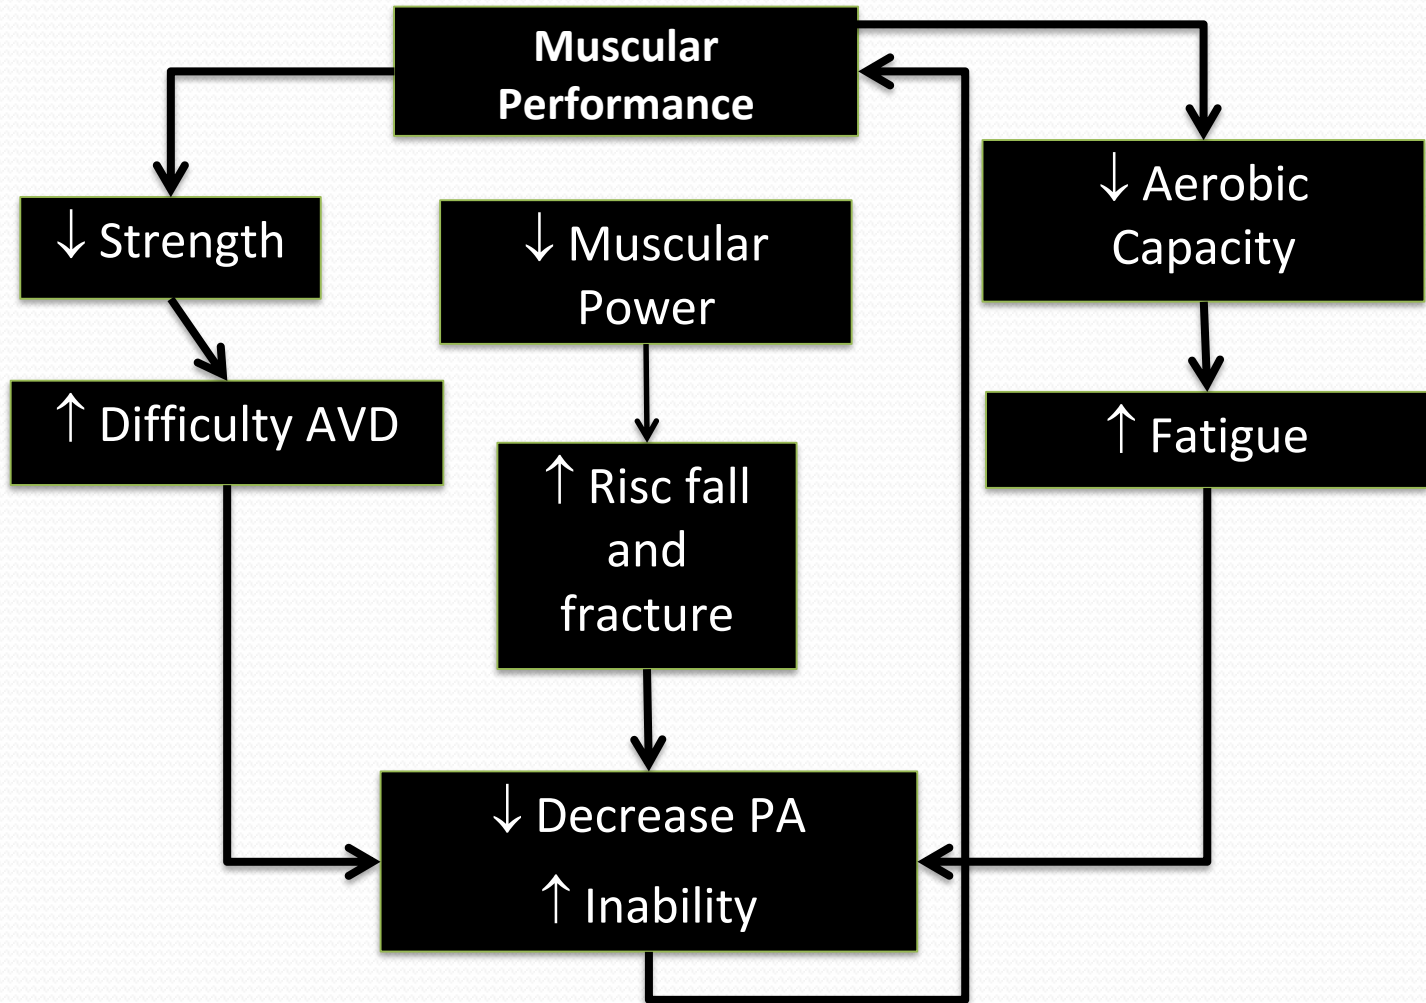 Muscular
Performance
↓ Strength
↓ Muscular
Power
↓ Aerobic
Capacity
↑ Difficulty AVD
↑ Risc fall
and
fracture
↑ Fatigue
↓ Decrease PA
↑ Inability